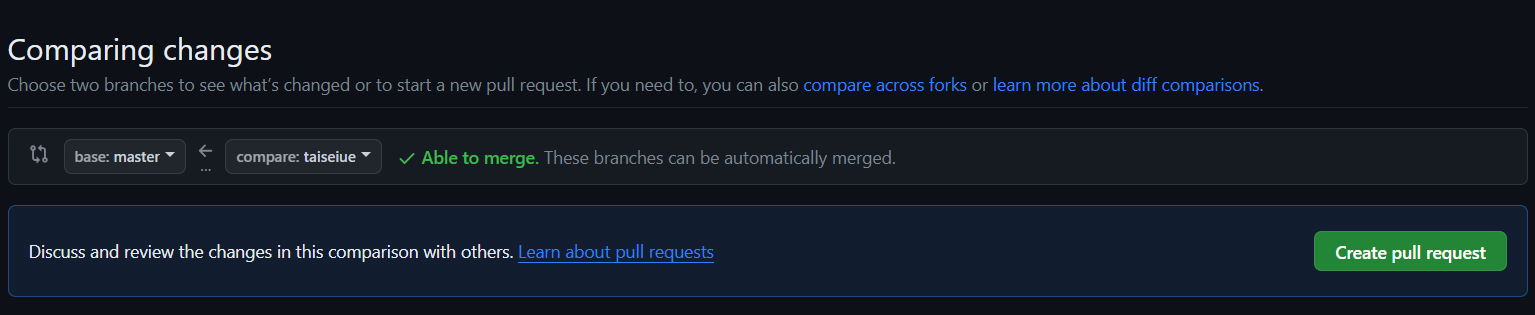 Comparing changes
Choose two branches to see what’s changed or to start a new pull request. If you need to, you can also compare across forks or learn more about diff comparisons.
base: master ← compare: taiseiue ✓ Able to merge. These branches can be automatically merged.
...
Discuss and review the changes in this comparison with others. Learn about pull requests Create pull request